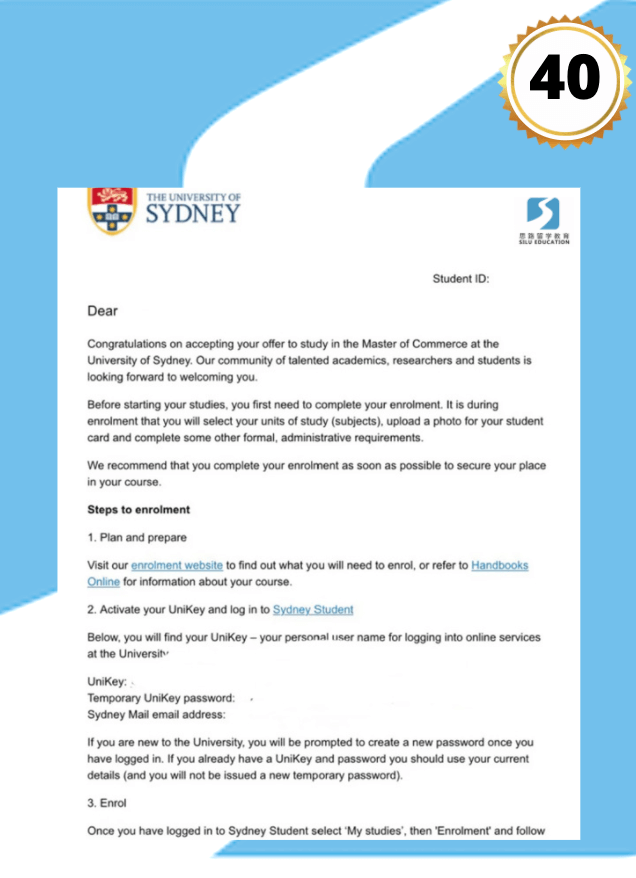 40
THE UNIVERSITY OF
SYDNEY
思路留学教育
SILU EDUCATION
Student ID:
Dear
Congratulations on accepting your offer to study in the Master of Commerce at the
University of Sydney. Our community of talented academics, researchers and students is
looking forward to welcoming you.
Before starting your studies, you first need to complete your enrolment. It is during
enrolment that you will select your units of study (subjects), upload a photo for your student
card and complete some other formal, administrative requirements.
We recommend that you complete your enrolment as soon as possible to secure your place
in your course.
Steps to enrolment
1. Plan and prepare
Visit our enrolment website to find out what you will need to enrol, or refer to Handbooks
Online for information about your course.
2. Activate your UniKey and log in to Sydney Student
Below, you will find your UniKey – your personal user name for logging into online services
at the University
UniKey:
Temporary UniKey password:
Sydney Mail email address:
If you are new to the University, you will be prompted to create a new password once you
have logged in. If you already have a UniKey and password you should use your current
details (and you will not be issued a new temporary password).
3. Enrol
Once you have logged in to Sydney Student select 'My studies', then 'Enrolment' and follow